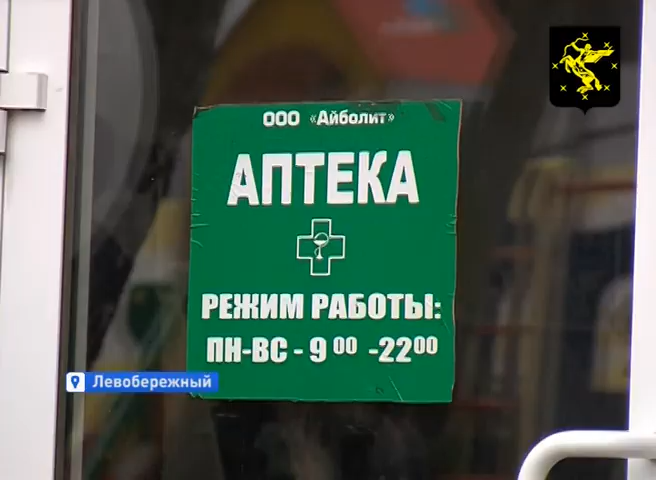 ООО «Айболит»
АПТЕКА
РЕЖИМ РАБОТЫ:
ПН-ВС - 9 00 -22 00
Левобережный